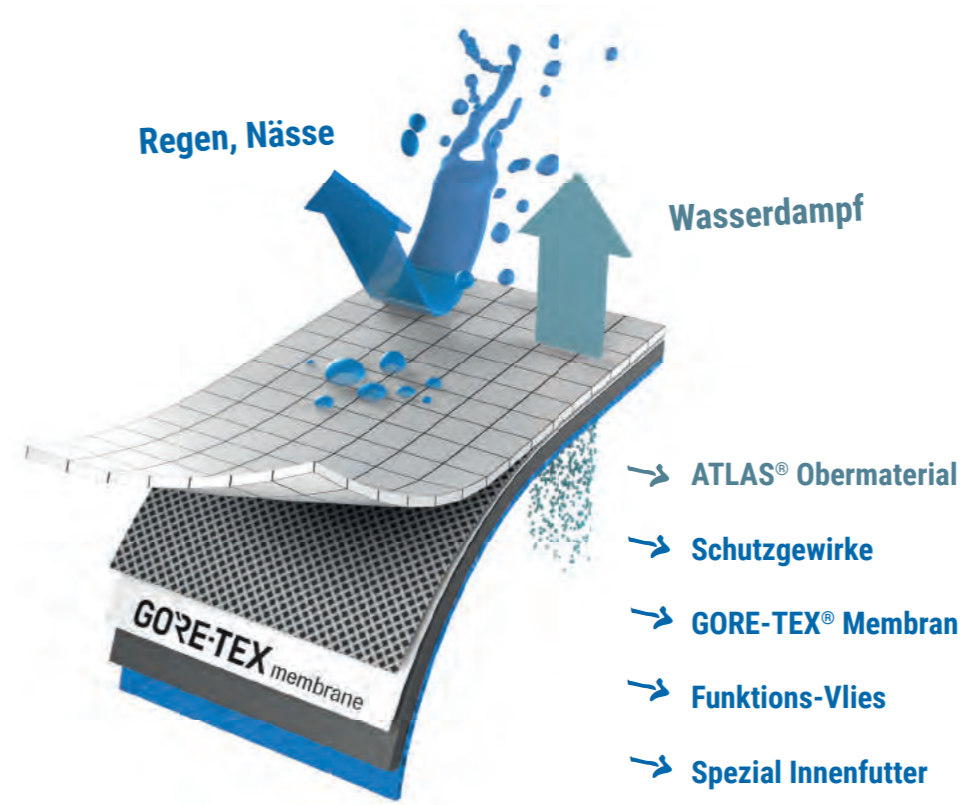 Regen, Nässe
Wasserdampf
ATLAS® Obermaterial
Schutzgewirke
GORE-TEX® Membran
Funktions-Vlies
Spezial Innenfutter
GORE-TEX membrane